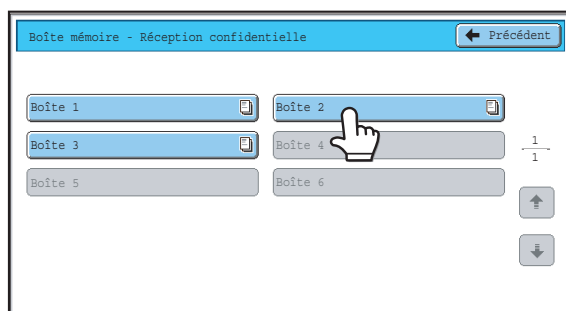 Boîte mémoire - Réception confidentielle
Précédent
Boîte 1
Boîte 2
Boîte 3
Boîte 4
1
1
Boîte 5
Boîte 6